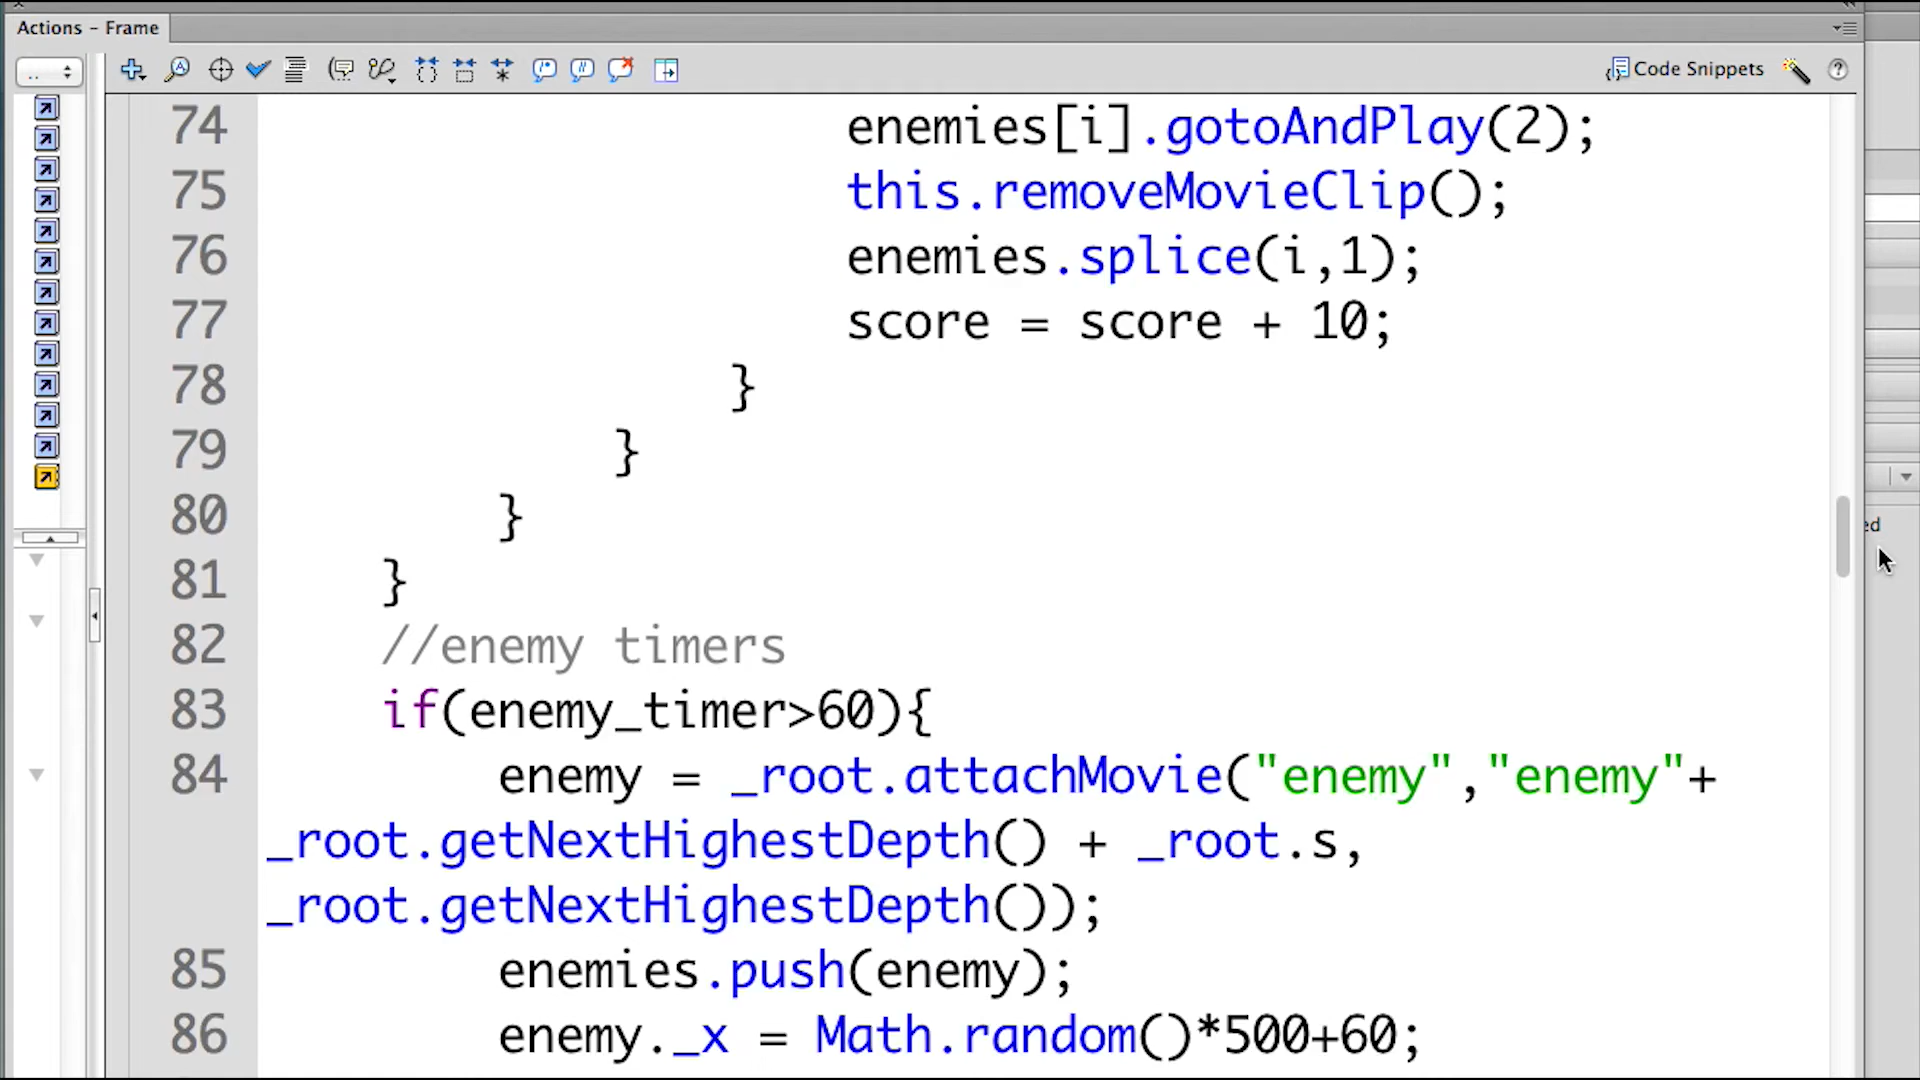 Actions - Frame
..
Code Snippets
74 enemies[i].gotoAndPlay(2);
75 this.removeMovieClip();
76 enemies.splice(i,1);
77 score = score + 10;
78 }
79 }
80 }
81 }
82 //enemy timers
83 if(enemy_timer>60){
84 enemy = _root.attachMovie("enemy","enemy"+
_root.getNextHighestDepth() + _root.s,
_root.getNextHighestDepth());
85 enemies.push(enemy);
86 enemy._x = Math.random()*500+60;
ed